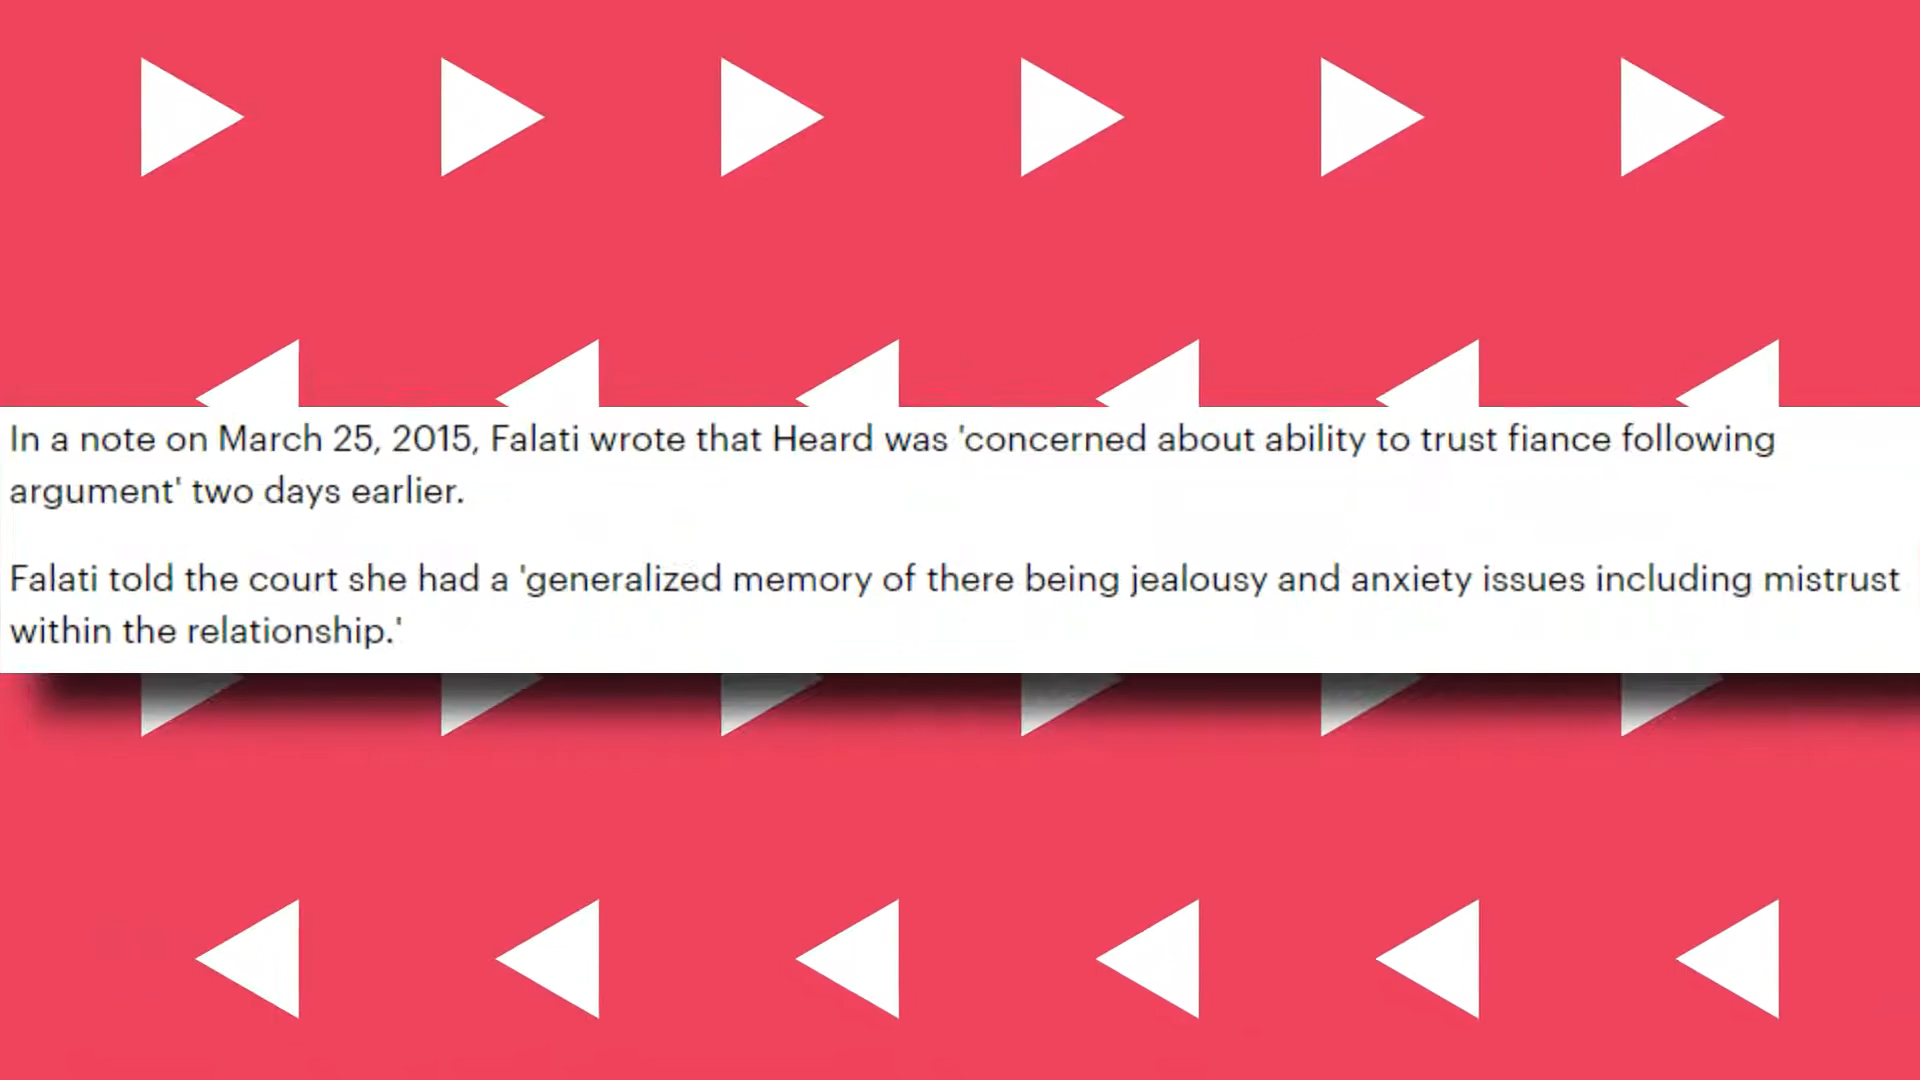 In a note on March 25, 2015, Falati wrote that Heard was 'concerned about ability to trust fiance following
argument' two days earlier.
Falati told the court she had a 'generalized memory of there being jealousy and anxiety issues including mistrust
within the relationship.'